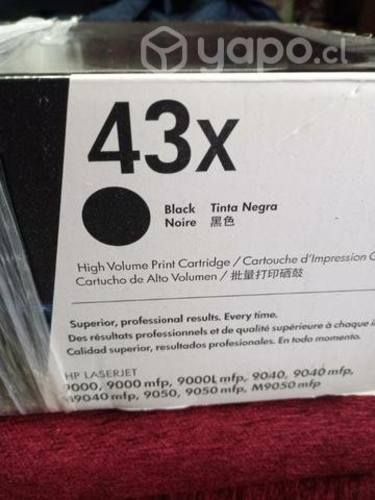 yapo.cl
43x
Black Tinta Negra
Noire 黑色
High Volume Print Cartridge / Cartouche d'Impression
Cartucho de Alto Volumen / 批量打印硒鼓
Superior, professional results. Every time.
Des résultats professionnels et de qualité supérieure à chaque
Calidad superior, resultados profesionales. En todo momento.
HP LASERJET
9000, 9000 mfp, 9000L mfp, 9040, 9040 mfp,
M9040 mfp, 9050, 9050 mfp, M9050 mfp